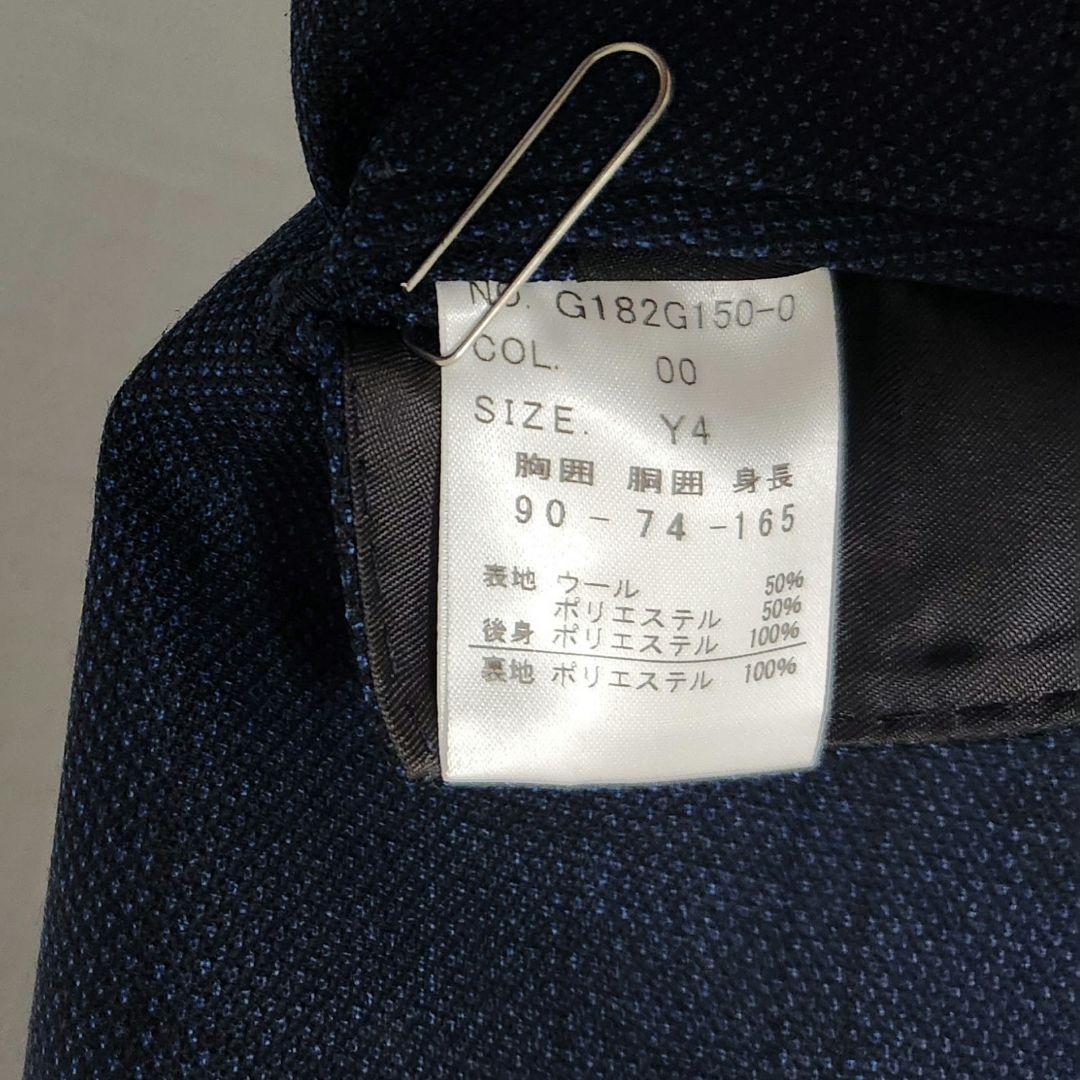 NO. G182G150-0
COL. 00
SIZE. Y4
胸囲 胴囲 身長
90-74-165
表地 ウール 50%
ポリエステル 50%
後身 ポリエステル 100%
裏地 ポリエステル 100%